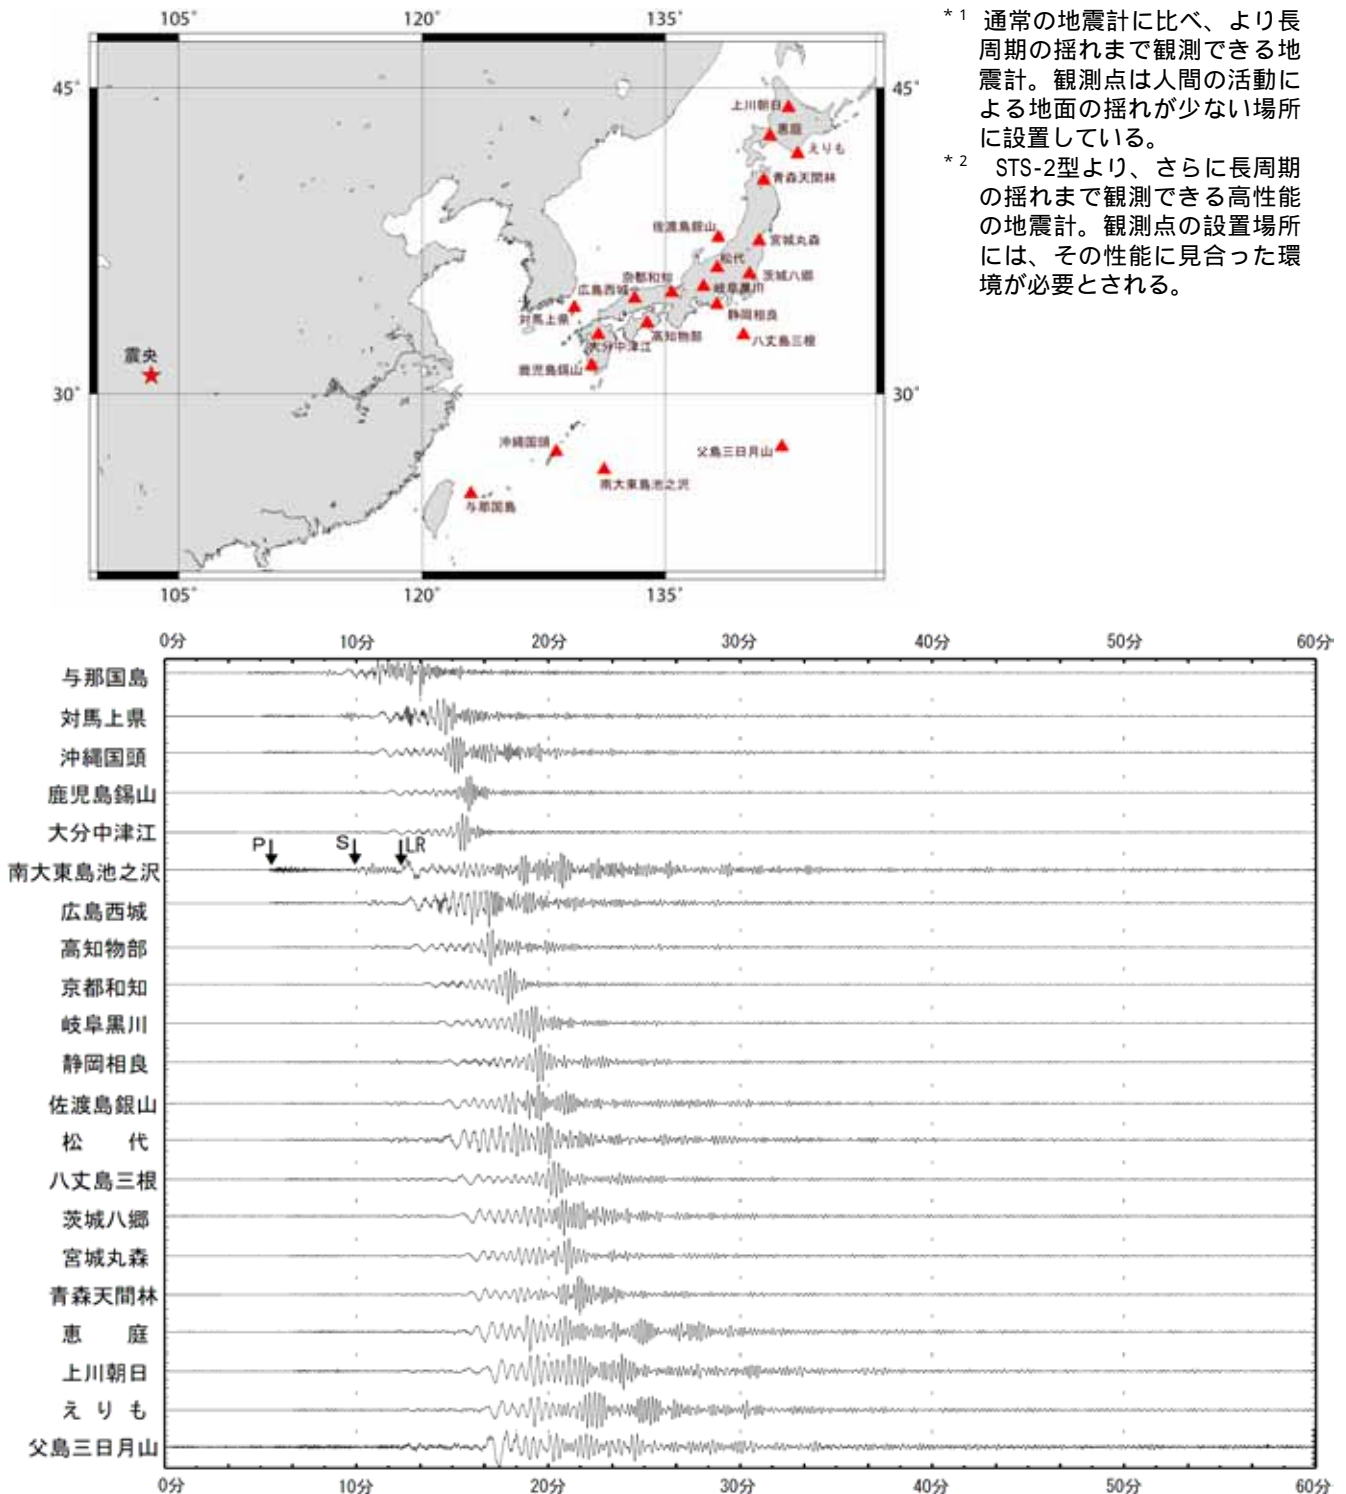 105°
120°
135°
45°
45°
30°
30°
上川朝日
恵庭
えりも
青森天間林
佐渡島銀山
宮城丸森
松代
京都和知
茨城八郷
広島西城
岐阜黒川
対馬上県
静岡相良
高知物部
八丈島三根
大分中津江
震央
鹿児島錫山
沖縄国頭
父島三日月山
南大東島池之沢
与那国島
105°
120°
135°
*1 通常の地震計に比べ、より長
周期の揺れまで観測できる地
震計。観測点は人間の活動に
よる地面の揺れが少ない場所
に設置している。
*2 STS-2型より、さらに長周期
の揺れまで観測できる高性能
の地震計。観測点の設置場所
には、その性能に見合った環
境が必要とされる。
0分 10分 20分 30分 40分 50分 60分
与那国島
対馬上県
沖縄国頭
鹿児島錫山
大分中津江
P S LR
南大東島池之沢
広島西城
高知物部
京都和知
岐阜黒川
静岡相良
佐渡島銀山
松 代
八丈島三根
茨城八郷
宮城丸森
青森天間林
恵 庭
上川朝日
えりも
父島三日月山
0分 10分 20分 30分 40分 50分 60分